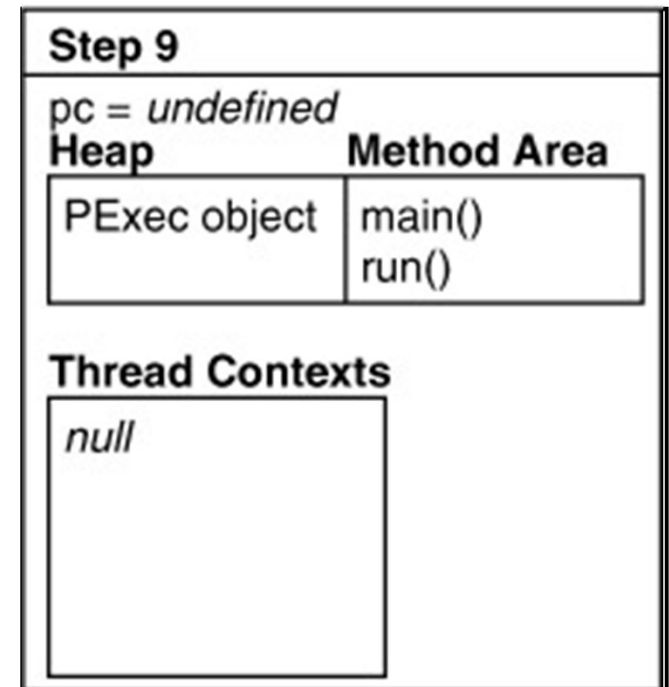 Step 9
pc = undefined
Heap Method Area
PExec object main()
run()
Thread Contexts
null